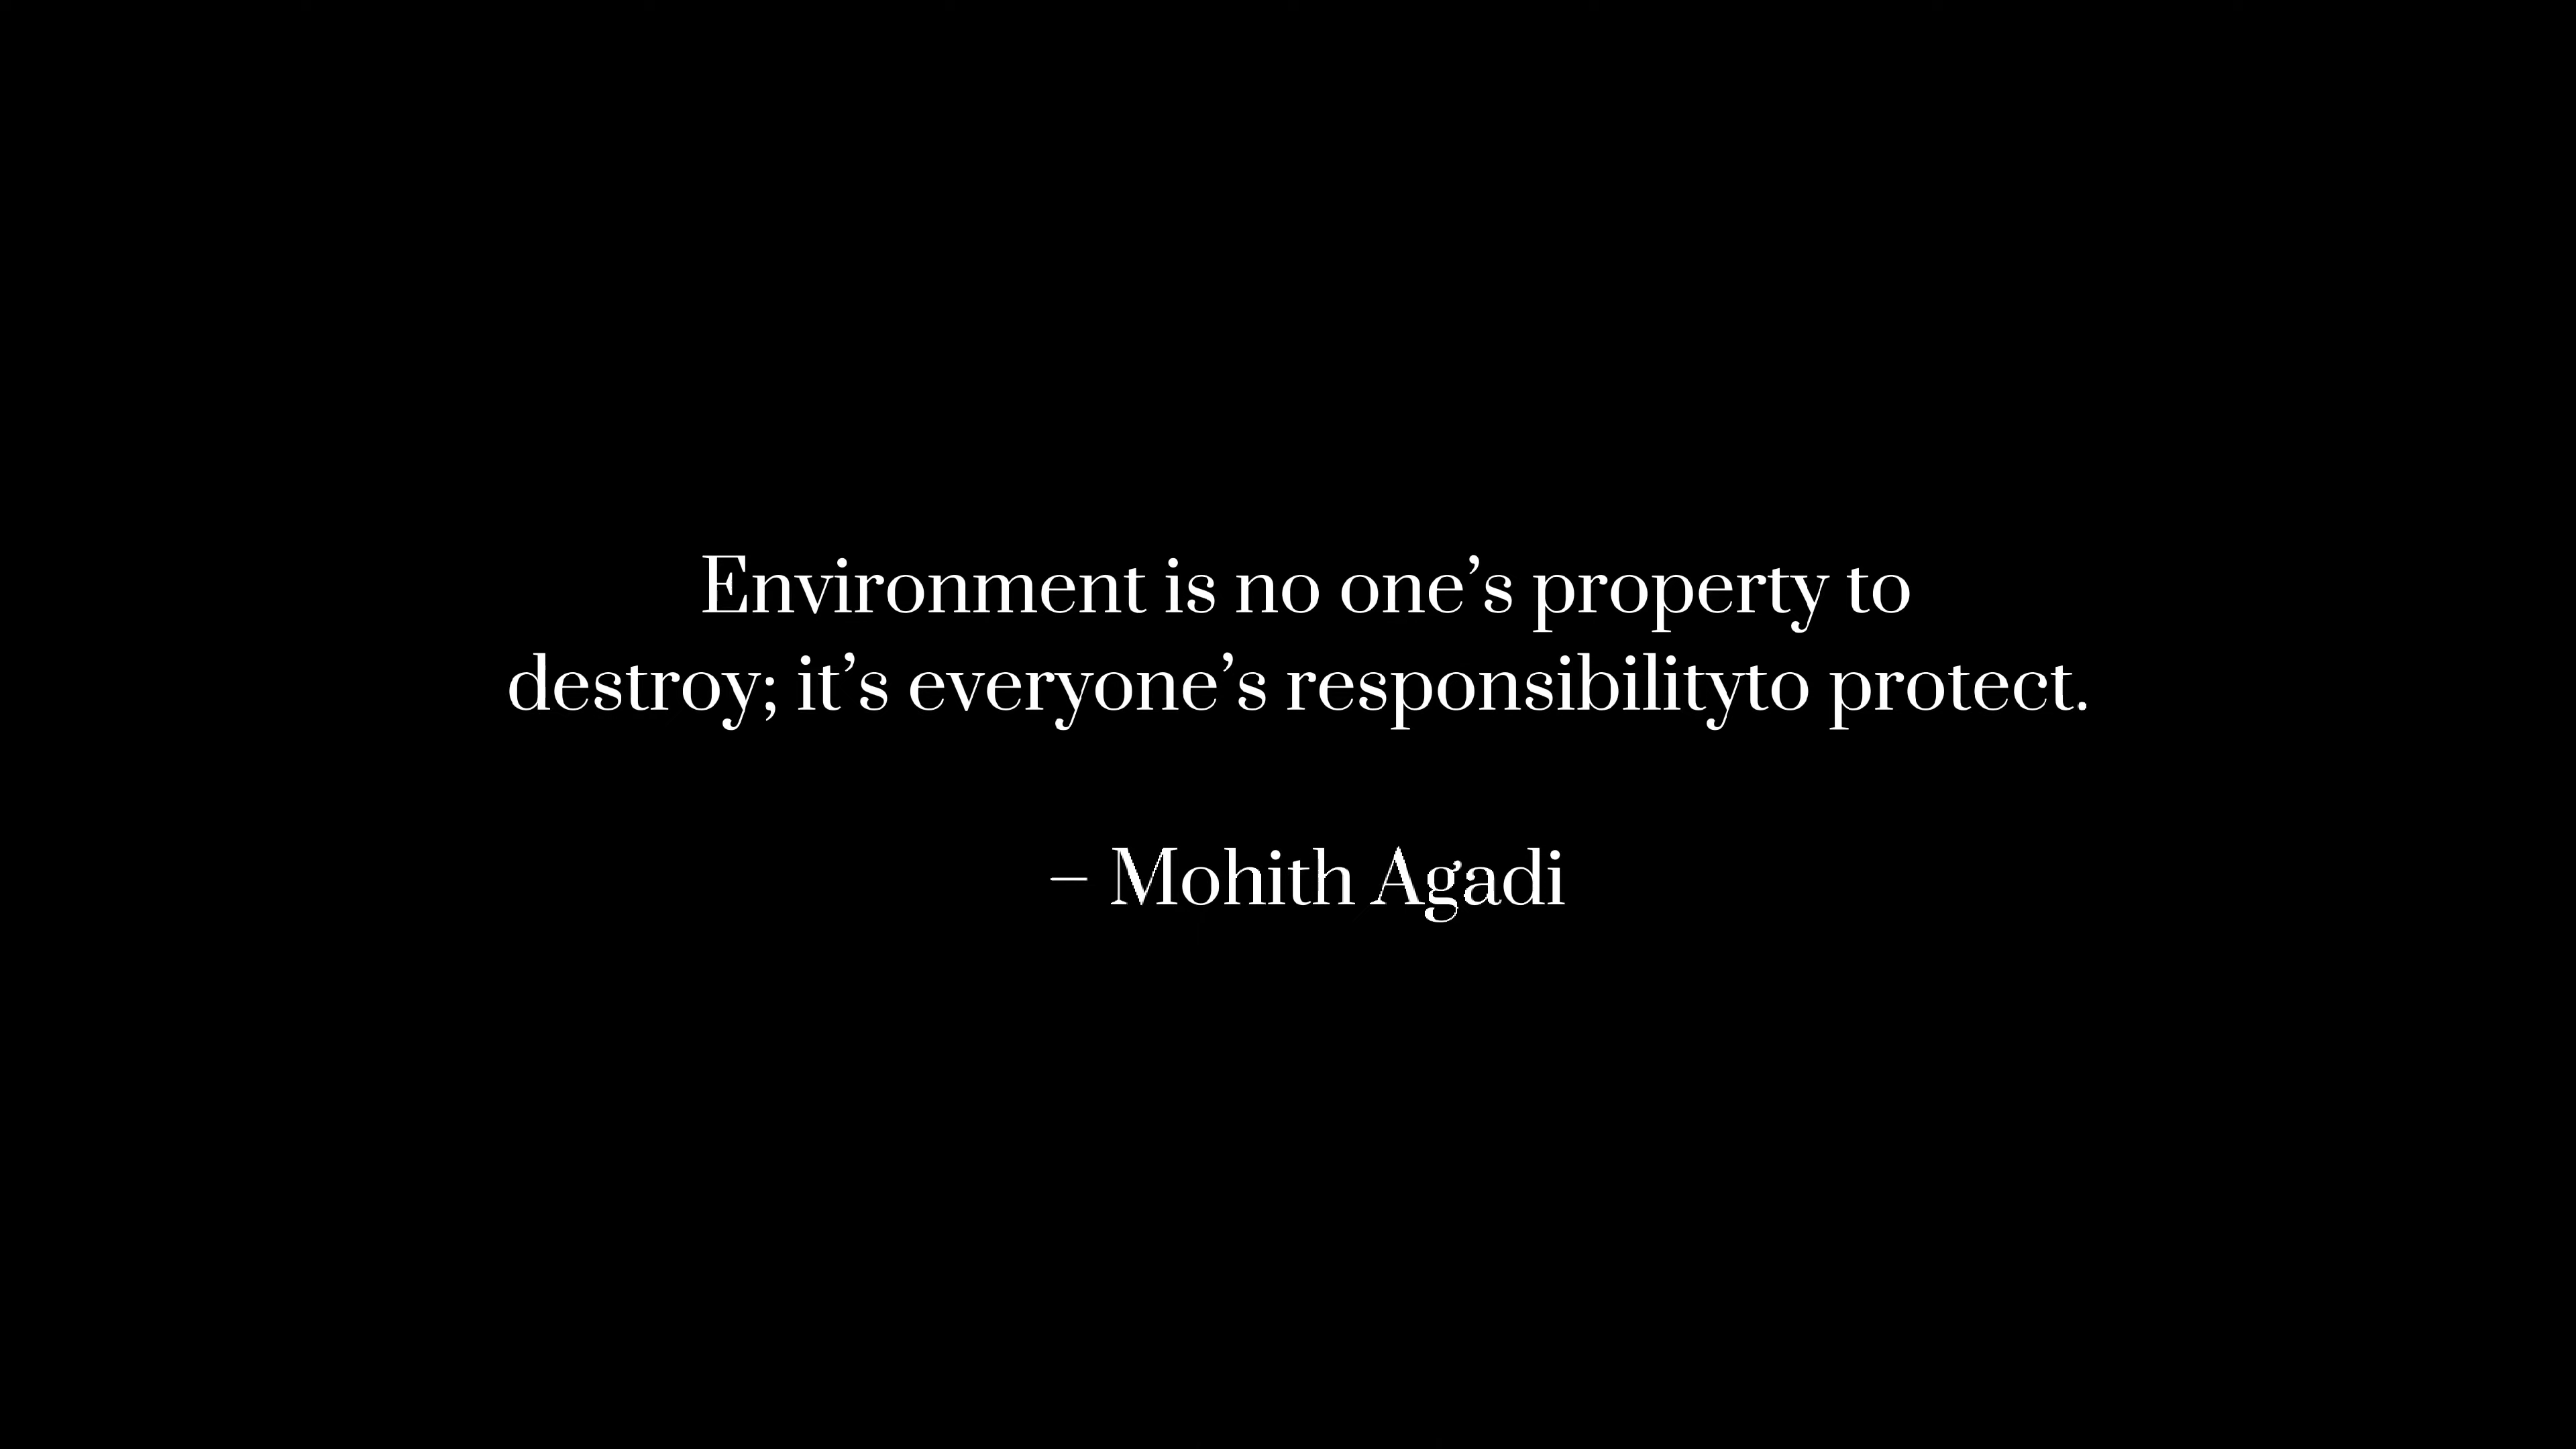 Environment is no one’s property to
destroy; it’s everyone’s responsibilityto protect.
– Mohith Agadi